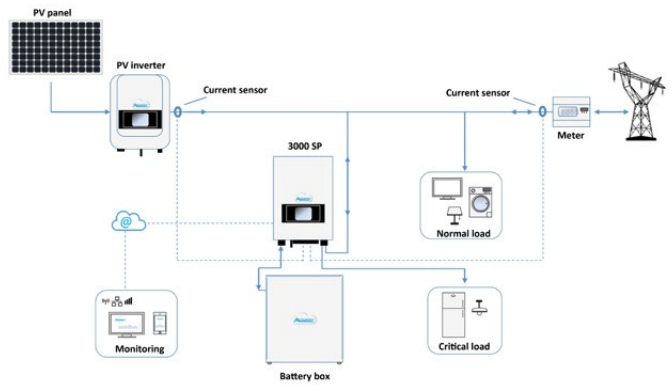 PV panel
PV inverter
Current sensor
Current sensor
Meter
3000 SP
Normal load
@
Monitoring
Critical load
Battery box